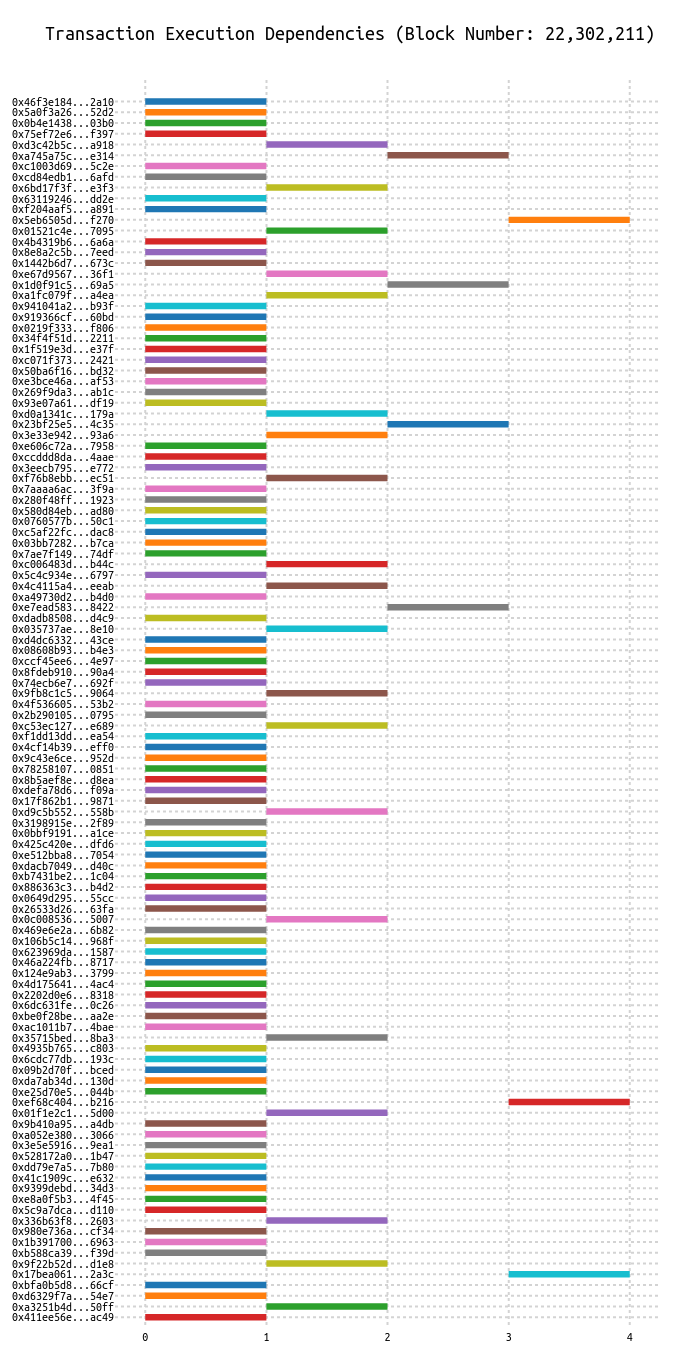 Transaction Execution Dependencies (Block Number: 22,302,211)
0x46f3e184...2a10
0x5a0f3a26...52d2
0x0b4e1438...03b0
0x75ef72e6...f397
0xd3c42b5c...a918
0xa745a75c...e314
0xc1003d69...5c2e
0xcd84edb1...6afd
0x6bd17f3f...e3f3
0x63119246...dd2e
0xf204aaf5...a891
0x5eb6505d...f270
0x01521c4e...7095
0x4b4319b6...6a6a
0x8e8a2c5b...7eed
0x1442b6d7...673c
0xe67d9567...36f1
0x1d0f91c5...69a5
0xa1fc079f...a4ea
0x941041a2...b93f
0x919366cf...60bd
0x0219f333...f806
0x34f4f51d...2211
0x1f519e3d...e37f
0xc071f373...2421
0x50ba6f16...bd32
0xe3bce46a...af53
0x269f9da3...ab1c
0x93e07a61...df19
0xd0a1341c...179a
0x23bf25e5...4c35
0x3e33e942...93a6
0xe606c72a...7958
0xccddd8da...4aae
0x3eecb795...e772
0xf76b8ebb...ec51
0x7aaaa6ac...3f9a
0x280f48ff...1923
0x580d84eb...ad80
0x0760577b...50c1
0xc5af22fc...dac8
0x03bb7282...b7ca
0x7ae7f149...74df
0xc006483d...b44c
0x5c4c934e...6797
0x4c4115a4...eeab
0xa49730d2...b4d0
0xe7ead583...8422
0xdadb8508...d4c9
0x035737ae...8e10
0xd4dc6332...43ce
0x08608b93...b4e3
0xccf45ee6...4e97
0x8fdeb910...90a4
0x74ecb6e7...692f
0x9fb8c1c5...9064
0x4f536605...53b2
0x2b290105...0795
0xc53ec127...e689
0xf1dd13dd...ea54
0x4cf14b39...eff0
0x9c43e6ce...952d
0x78258107...0851
0x8b5aef8e...d8ea
0xdefa78d6...f09a
0x17f862b1...9871
0xd9c5b552...558b
0x3198915e...2f89
0x0bbf9191...a1ce
0x425c420e...dfd6
0xe512bba8...7054
0xdacb7049...d40c
0xb7431be2...1c04
0x886363c3...b4d2
0x0649d295...55cc
0x26533d26...63fa
0x0c008536...5007
0x469e6e2a...6b82
0x106b5c14...968f
0x623969da...1587
0x46a224fb...8717
0x124e9ab3...3799
0x4d175641...4ac4
0x2202d0e6...8318
0x6dc631fe...0c26
0xbe0f28be...aa2e
0xac1011b7...4bae
0x35715bed...8ba3
0x4935b765...c803
0x6cdc77db...193c
0x09b2d70f...bced
0xda7ab34d...130d
0xe25d70e5...044b
0xef68c404...b216
0x01f1e2c1...5d00
0x9b410a95...a4db
0xa052e380...3066
0x3e5e5916...9ea1
0x528172a0...1b47
0xdd79e7a5...7b80
0x41c1909c...e632
0x9399debd...34d3
0xe8a0f5b3...4f45
0x5c9a7dca...d110
0x336b63f8...2603
0x980e736a...cf34
0x1b391700...6963
0xb588ca39...f39d
0x9f22b52d...d1e8
0x17bea061...2a3c
0xbfa0b5d8...66cf
0xd6329f7a...54e7
0xa3251b4d...50ff
0x411ee56e...ac49
0 1 2 3 4